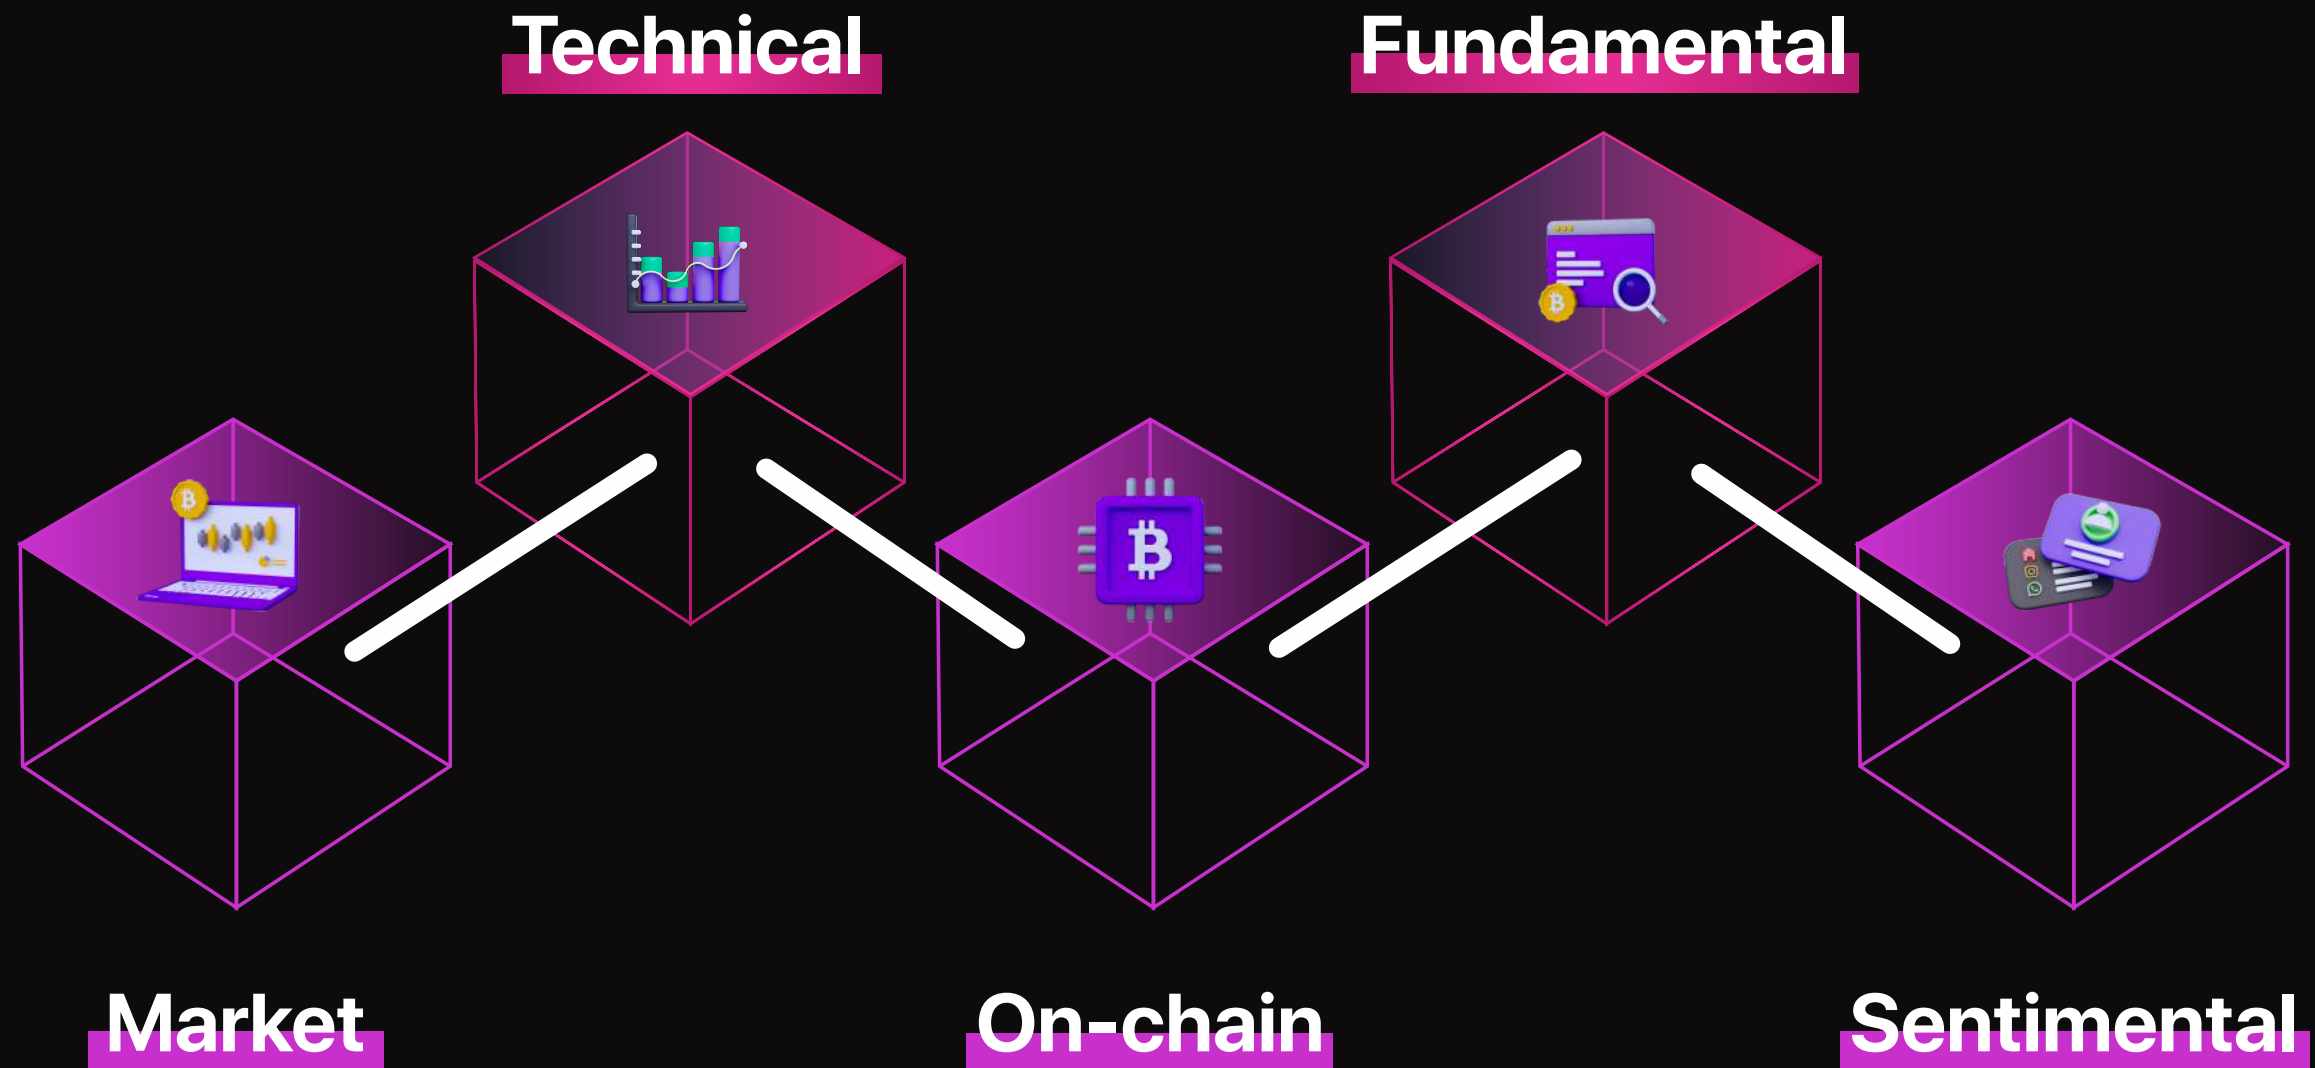 Technical
Fundamental
Market
On-chain
Sentimental